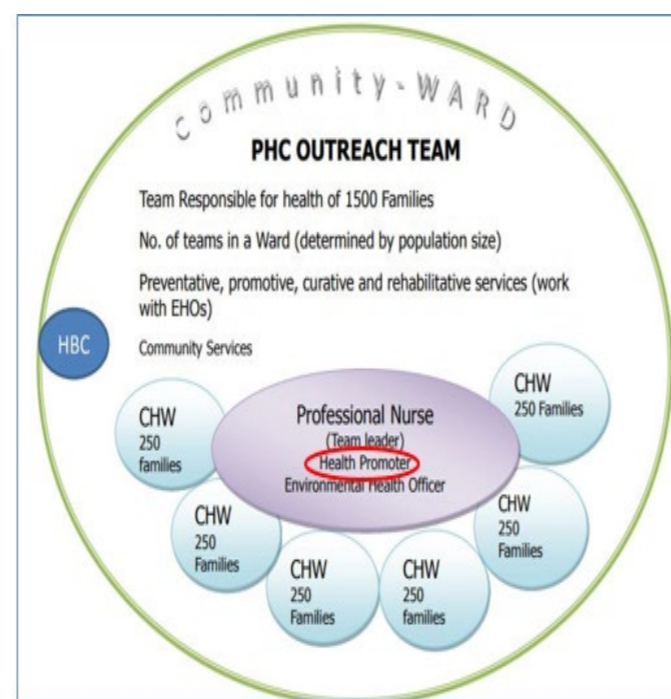 Community-WARD
PHC OUTREACH TEAM
Team Responsible for health of 1500 Families
No. of teams in a Ward (determined by population size)
Preventative, promotive, curative and rehabilitative services (work
with EHOs)
HBC
Community Services
CHW
250
families
Professional Nurse
(Team leader)
Health Promoter
Environmental Health Officer
CHW
250 Families
CHW
250
Families
CHW
250
Families
CHW
250
families
CHW
250
Families